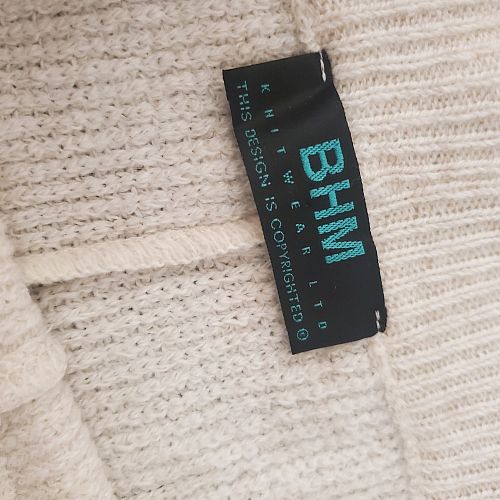 BHM
KNITWEAR LTD
THIS DESIGN IS COPYRIGHTED ©